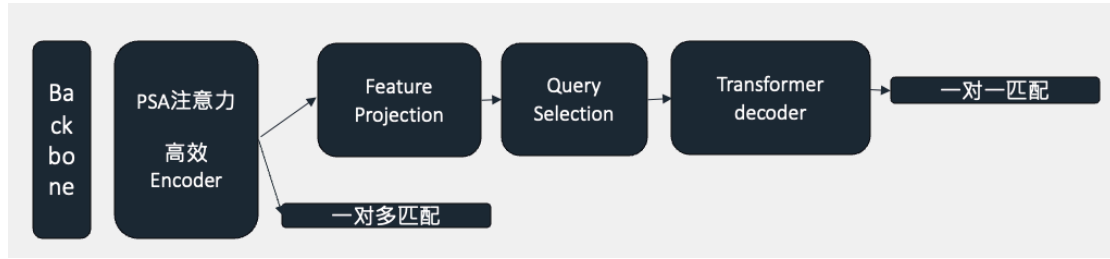 Ba
ck
bo
ne
PSA注意力
高效
Encoder
Feature
Projection
Query
Selection
Transformer
decoder
一对一匹配
一对多匹配